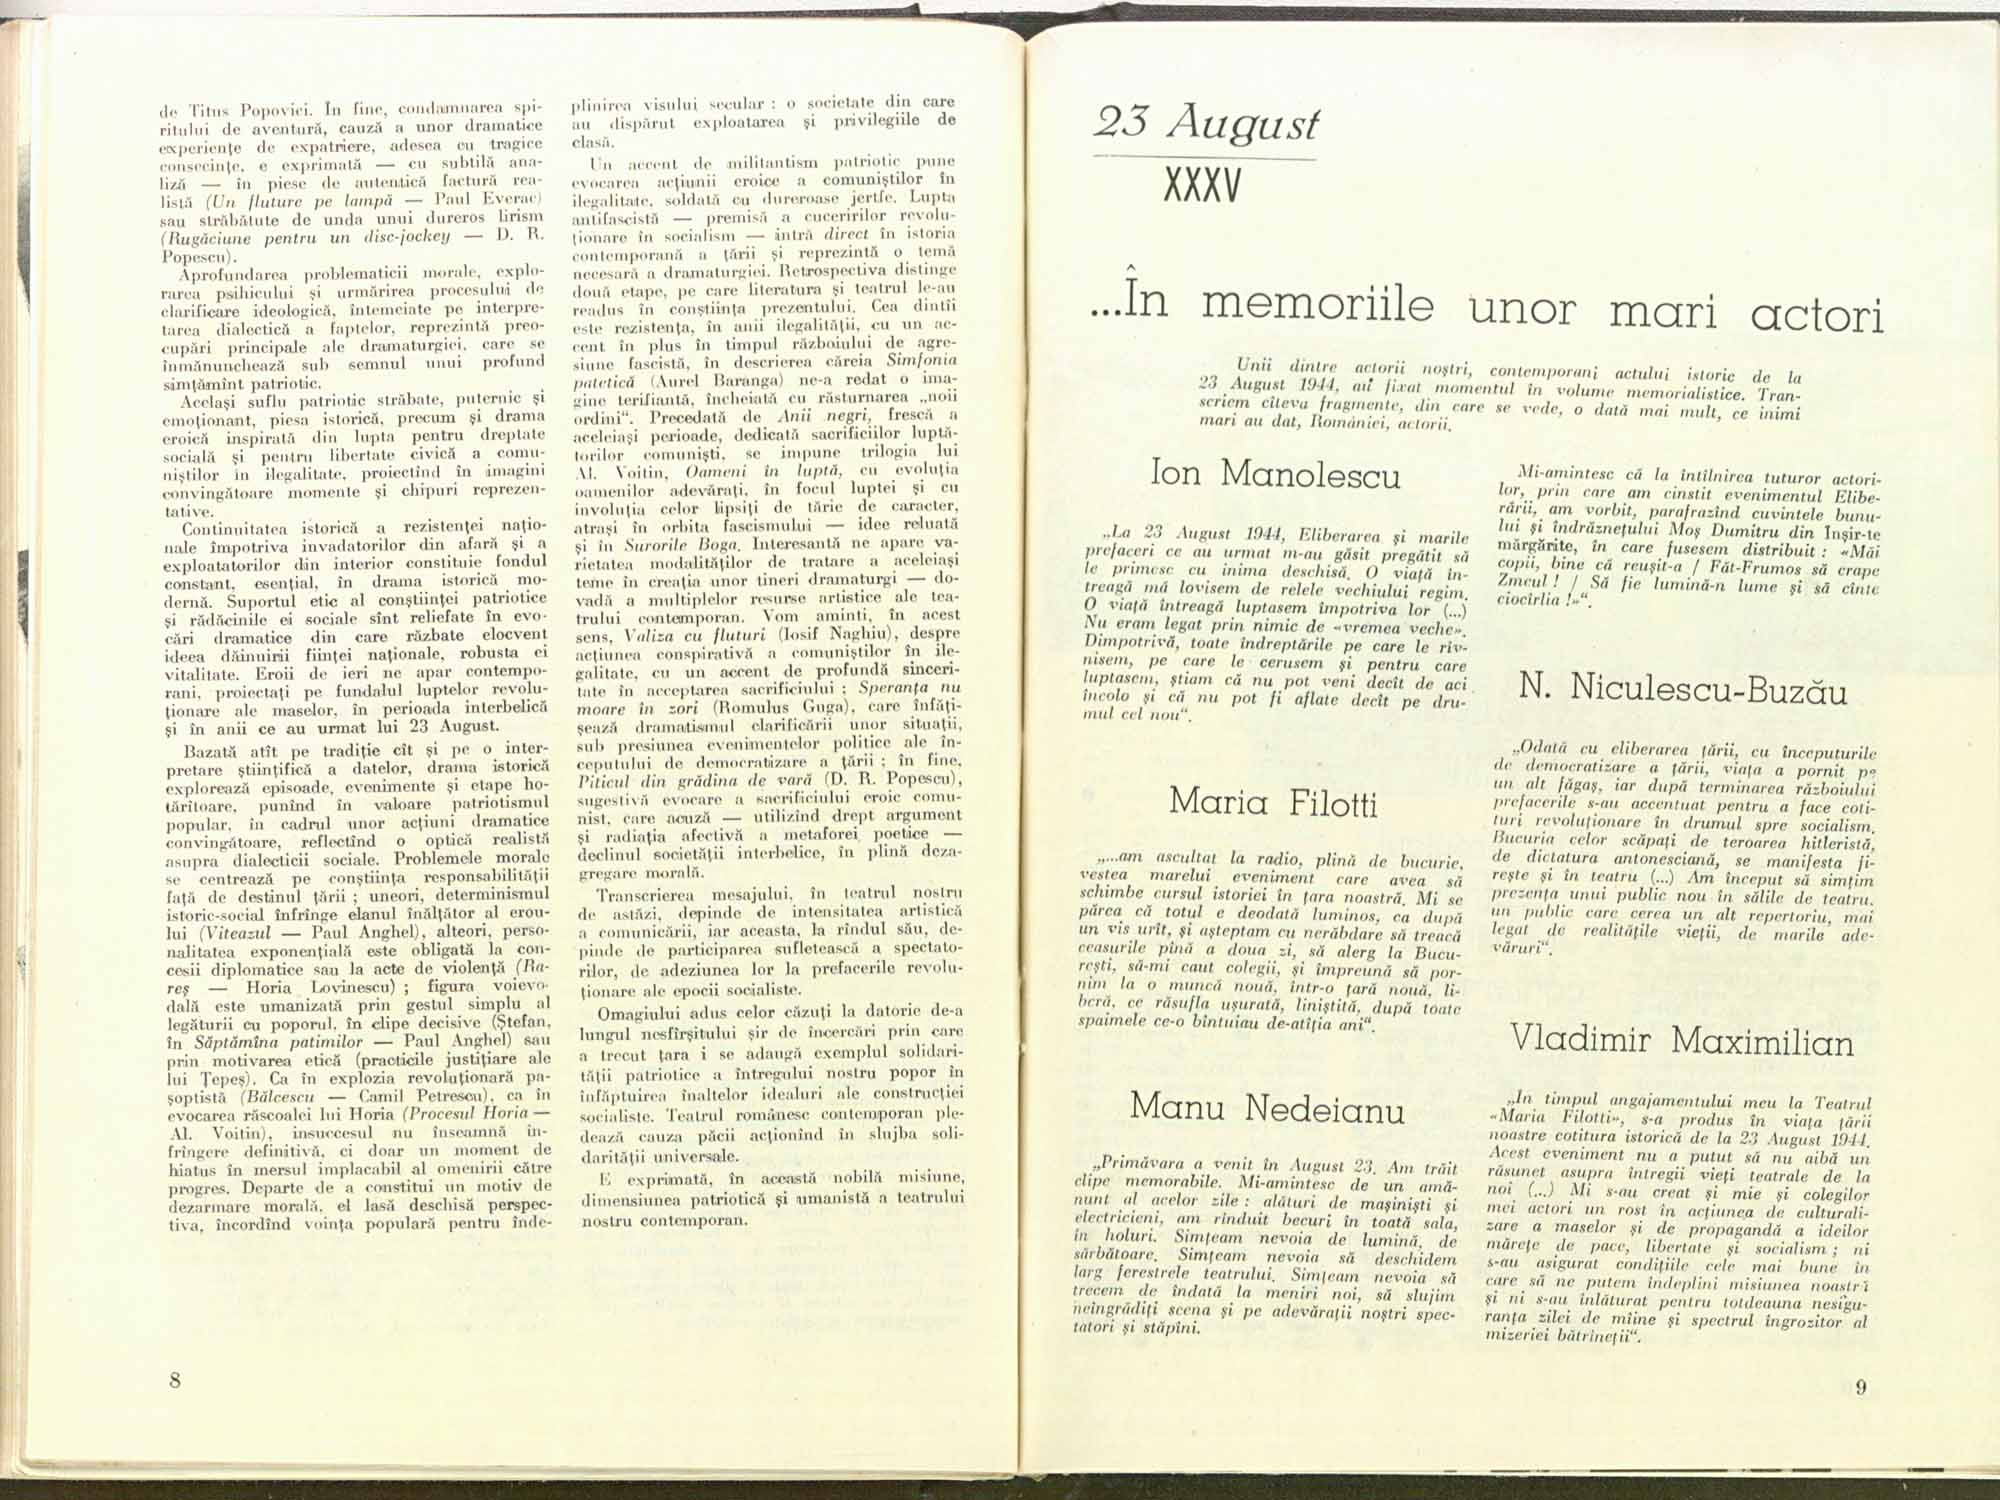 de Titus Popovici. În fine, condamnarea spi-
ritului de aventură, cauză a unor dramatice
experiențe de expatriere, adesea cu tragice
consecințe, e exprimată — cu subtilă ana-
liză — în piese de autentică factură rea-
listă (Un fluture pe lampă — Paul Everac)
sau străbătute de unda unui dureros lirism
(Rugăciune pentru un disc-jockey — D. R.
Popescu).
Aprofundarea problematicii morale, explo-
rarea psihicului și urmărirea procesului de
clarificare ideologică, întemeiate pe interpre-
tarea dialectică a faptelor, reprezintă preo-
cupări principale ale dramaturgiei, care se
înmănunchează sub semnul unui profund
simțămînt patriotic.
Același suflu patriotic străbate, puternic și
emoționant, piesa istorică, precum și drama
eroică inspirată din lupta pentru dreptate
socială și pentru libertate civică a comu-
niștilor în ilegalitate, proiectînd în imagini
convingătoare momente și chipuri reprezen-
tative.
Continuitatea istorică a rezistenței națio-
nale împotriva invadatorilor din afară și a
exploatatorilor din interior constituie fondul
constant, esențial, în drama istorică mo-
dernă. Suportul etic al conștiinței patriotice
și rădăcinile ei sociale sînt reliefate în evo-
cări dramatice din care răzbate elocvent
ideea dăinuirii ființei naționale, robusta ei
vitalitate. Eroii de ieri ne apar contempo-
rani, proiectați pe fundalul luptelor revolu-
ționare ale maselor, în perioada interbelică
și în anii ce au urmat lui 23 August.
Bazată atît pe tradiție cît și pe o inter-
pretare științifică a datelor, drama istorică
explorează episoade, evenimente și etape ho-
tărîtoare, punînd în valoare patriotismul
popular, în cadrul unor acțiuni dramatice
convingătoare, reflectînd o optică realistă
asupra dialecticii sociale. Problemele morale
se centrează pe conștiința responsabilității
față de destinul țării ; uneori, determinismul
istoric-social înfrînge elanul înălțător al erou-
lui (Viteazul — Paul Anghel), alteori, perso-
nalitatea exponențială este obligată la con-
cesii diplomatice sau la acte de violență (Ra-
reș — Horia Lovinescu) ; figura voievo-
dală este umanizată prin gestul simplu al
legăturii cu poporul, în clipe decisive (Ștefan,
în Săptămîna patimilor — Paul Anghel) sau
prin motivarea etică (practicile justițiare ale
lui Țepeș). Ca în explozia revoluționară pa-
șoptistă (Bălcescu — Camil Petrescu), ca în
evocarea răscoalei lui Horia (Procesul Horia —
Al. Voitin), insuccesul nu înseamnă în-
fringere definitivă, ci doar un moment de
hiatus în mersul implacabil al omenirii către
progres. Departe de a constitui un motiv de
dezarmare morală, el lasă deschisă perspec-
tiva, încordînd voința populară pentru înde-
8
plinirea visului secular : o societate din care
au dispărut exploatarea și privilegiile de
clasă.
Un accent de militantism patriotic pune
evocarea acțiunii eroice a comuniștilor în
ilegalitate, soldată cu dureroase jertfe. Lupta
antifascistă — premisă a cuceririlor revolu-
ționare în socialism — intră direct în istoria
contemporană a țării și reprezintă o temă
necesară a dramaturgiei. Retrospectiva distinge
două etape, pe care literatura și teatrul le-au
readus în conștiința prezentului. Cea dintîi
este rezistența, în anii ilegalității, cu un ac-
cent în plus în timpul războiului de agre-
siune fascistă, în descrierea căreia Simfonia
patetică (Aurel Baranga) ne-a redat o ima-
gine terifiantă, încheiată cu răsturnarea „noii
ordini“. Precedată de Anii negri, frescă a
aceleiași perioade, dedicată sacrificiilor luptă-
torilor comuniști, se impune trilogia lui
Al. Voitin, Oameni în luptă, cu evoluția
oamenilor adevărați, în focul luptei și cu
involuția celor lipsiți de tărie de caracter,
atrași în orbita fascismului — idee reluată
și în Surorile Boga. Interesantă ne apare va-
rietatea modalităților de tratare a aceleiași
teme în creația unor tineri dramaturgi — do-
vadă a multiplelor resurse artistice ale tea-
trului contemporan. Vom aminti, în acest
sens, Valiza cu fluturi (Iosif Naghiu), despre
acțiunea conspirativă a comuniștilor în ile-
galitate, cu un accent de profundă sinceri-
tate în acceptarea sacrificiului ; Speranța nu
moare în zori (Romulus Guga), care înfăți-
șează dramatismul clarificării unor situații,
sub presiunea evenimentelor politice ale în-
ceputului de democratizare a țării ; în fine,
Piticul din grădina de vară (D. R. Popescu),
sugestivă evocare a sacrificiului eroic comu-
nist, care acuză — utilizînd drept argument
și radiația afectivă a metaforei poetice —
declinul societății interbelice, în plină deza-
gregare morală.
Transcrierea mesajului, în teatrul nostru
de astăzi, depinde de intensitatea artistică
a comunicării, iar aceasta, la rîndul său, de-
pinde de participarea sufletească a spectato-
rilor, de adeziunea lor la prefacerile revolu-
ționare ale epocii socialiste.
Omagiului adus celor căzuți la datorie de-a
lungul nesfîrșitului șir de încercări prin care
a trecut țara i se adaugă exemplul solidari-
tății patriotice a întregului nostru popor în
înfăptuirea înaltelor idealuri ale construcției
socialiste. Teatrul românesc contemporan ple-
dează cauza păcii acționînd în slujba soli-
darității universale.
E exprimată, în această nobilă misiune,
dimensiunea patriotică și umanistă a teatrului
nostru contemporan.
23 August
XXXV
...În memoriile unor mari actori
Unii dintre actorii noștri, contemporani actului istoric de la
23 August 1944, au fixat momentul în volume memorialistice. Tran-
scriem cîteva fragmente, din care se vede, o dată mai mult, ce inimi
mari au dat, României, actorii.
Ion Manolescu
„La 23 August 1944, Eliberarea și marile
prefaceri ce au urmat m-au găsit pregătit să
le primesc cu inima deschisă. O viață în-
treagă mă lovisem de relele vechiului regim.
O viață întreagă luptasem împotriva lor (...)
Nu eram legat prin nimic de «vremea veche».
Dimpotrivă, toate îndreptările pe care le rîv-
nisem, pe care le cerusem și pentru care
luptasem, știam că nu pot veni decît de aci
încolo și că nu pot fi aflate decît pe dru-
mul cel nou“.
Maria Filotti
„...am ascultat la radio, plină de bucurie,
vestea marelui eveniment care avea să
schimbe cursul istoriei în țara noastră. Mi se
părea că totul e deodată luminos, ca după
un vis urît, și așteptam cu nerăbdare să treacă
ceasurile pînă a doua zi, să alerg la Bucu-
rești, să-mi caut colegii, și împreună să por-
nim la o muncă nouă, într-o țară nouă, li-
beră, ce răsufla ușurată, liniștită, după toate
spaimele ce-o bîntuiau de-atîția ani“.
Manu Nedeianu
„Primăvara a venit în August 23. Am trăit
clipe memorabile. Mi-amintesc de un amă-
nunt al acelor zile : alături de mașiniști și
electricieni, am rînduit becuri în toată sala,
în holuri. Simțeam nevoia de lumină, de
sărbătoare. Simțeam nevoia să deschidem
larg ferestrele teatrului. Simțeam nevoia să
trecem de îndată la meniri noi, să slujim
neîngrădiți scena și pe adevărații noștri spec-
tatori și stăpîni.
Mi-amintesc că la întîlnirea tuturor actori-
lor, prin care am cinstit evenimentul Elibe-
rării, am vorbit, parafrazînd cuvintele bunu-
lui și îndrăznețului Moș Dumitru din Inșir-te
mărgărite, în care fusesem distribuit : «Măi
copii, bine că reușit-a / Făt-Frumos să crape
Zmeul ! / Să fie lumină-n lume și să cînte
ciocîrlia !»“.
N. Niculescu-Buzău
„Odată cu eliberarea țării, cu începuturile
de democratizare a țării, viața a pornit pe
un alt făgaș, iar după terminarea războiului
prefacerile s-au accentuat pentru a face coti-
turi revoluționare în drumul spre socialism.
Bucuria celor scăpați de teroarea hitleristă,
de dictatura antonesciană, se manifesta fi-
rește și în teatru (...) Am început să simțim
prezența unui public nou în sălile de teatru,
un public care cerea un alt repertoriu, mai
legat de realitățile vieții, de marile ade-
văruri“.
Vladimir Maximilian
„In timpul angajamentului meu la Teatrul
«Maria Filotti», s-a produs în viața țării
noastre cotitura istorică de la 23 August 1944.
Acest eveniment nu a putut să nu aibă un
răsunet asupra întregii vieți teatrale de la
noi (...) Mi s-au creat și mie și colegilor
mei actori un rost în acțiunea de culturali-
zare a maselor și de propagandă a ideilor
mărețe de pace, libertate și socialism ; ni
s-au asigurat condițiile cele mai bune în
care să ne putem îndeplini misiunea noastră
și ni s-au înlăturat pentru totdeauna nesigu-
ranța zilei de mîine și spectrul îngrozitor al
mizeriei bătrîneții“.
9